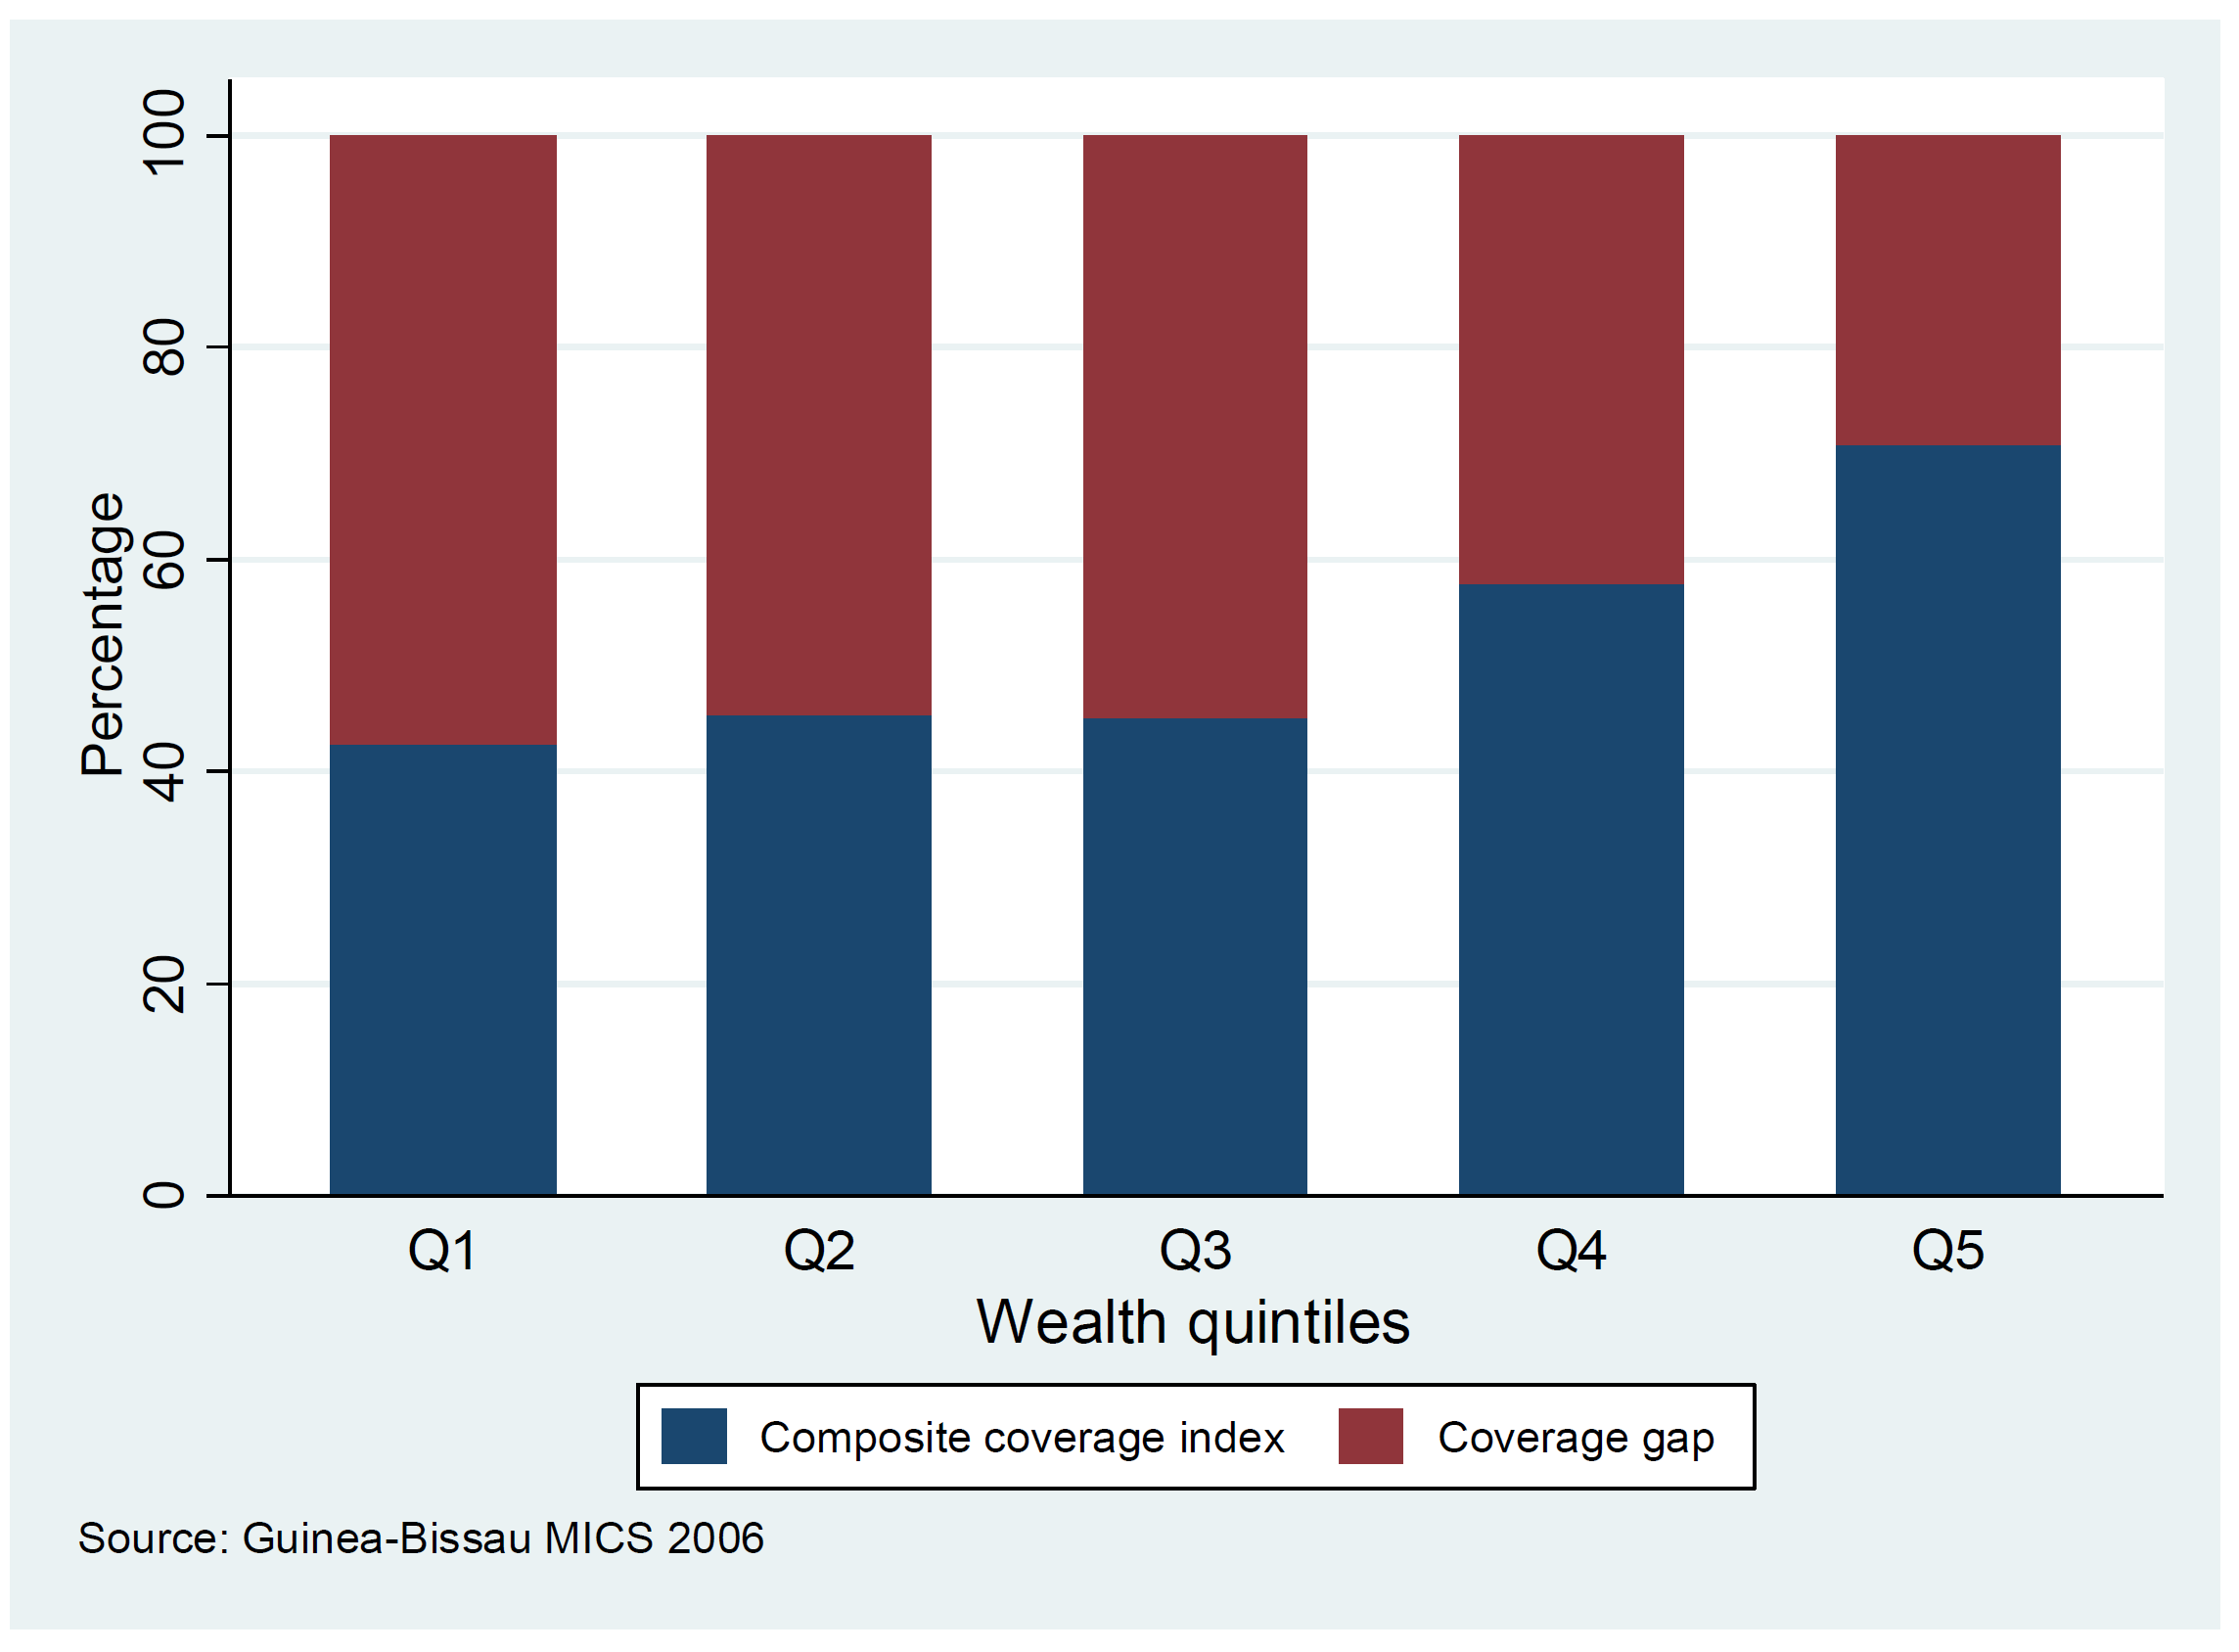 Percentage
100
80
60
40
20
0
Q1 Q2 Q3 Q4 Q5
Wealth quintiles
Composite coverage index Coverage gap
Source: Guinea-Bissau MICS 2006